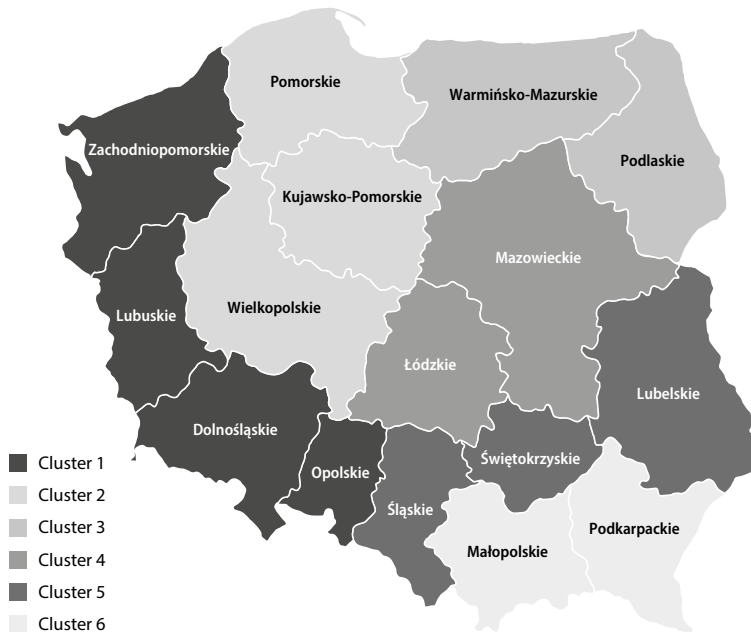 Pomorskie
Warmińsko-Mazurskie
Zachodniopomorskie
Podlaskie
Kujawsko-Pomorskie
Mazowieckie
Lubuskie
Wielkopolskie
Łódzkie
Lubelskie
Dolnośląskie
Opolskie
Świętokrzyskie
Śląskie
Podkarpackie
Małopolskie
Cluster 1
Cluster 2
Cluster 3
Cluster 4
Cluster 5
Cluster 6